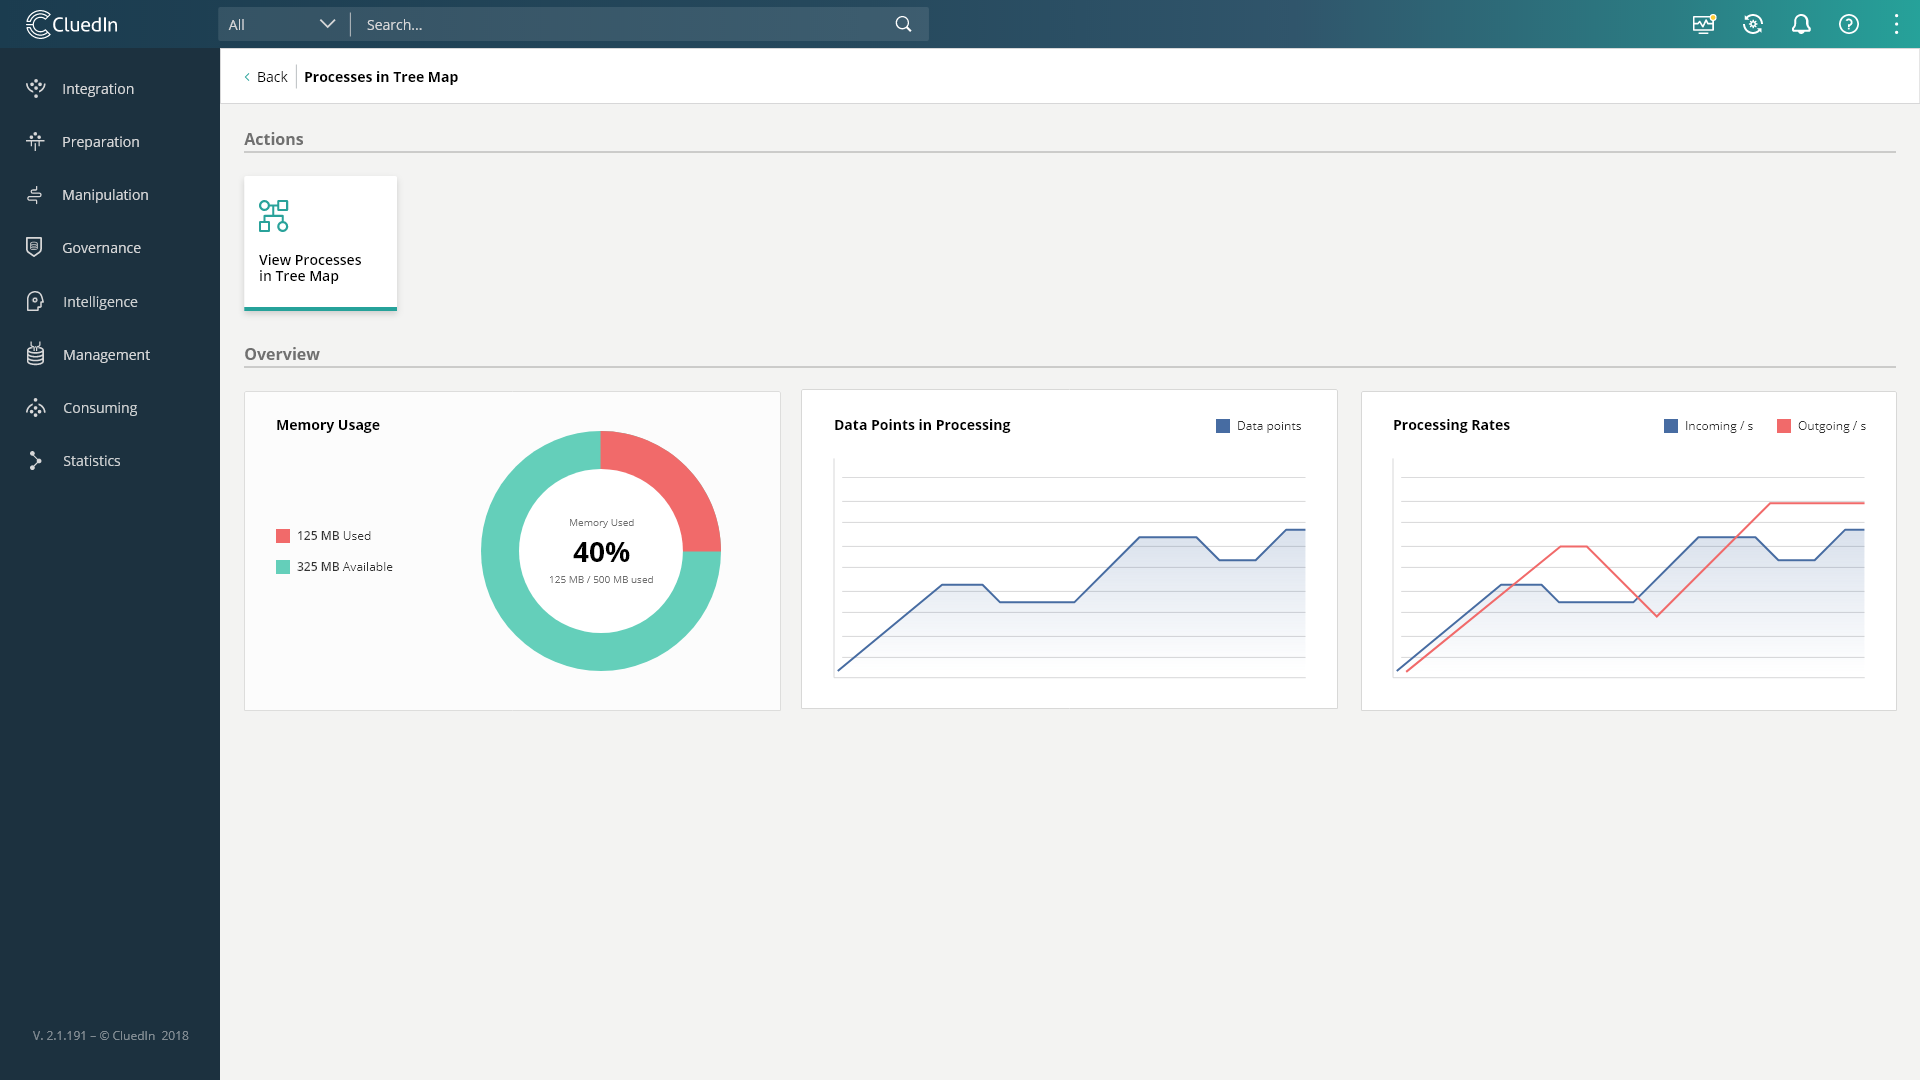 CluedIn
All
Search...
Integration
Preparation
Manipulation
Governance
Intelligence
Management
Consuming
Statistics
V. 2.1.191 – © CluedIn 2018
Back
Processes in Tree Map
Actions
View Processes
in Tree Map
Overview
Memory Usage
125 MB Used
325 MB Available
Memory Used
40%
125 MB / 500 MB used
Data Points in Processing
Data points
Processing Rates
Incoming / s
Outgoing / s